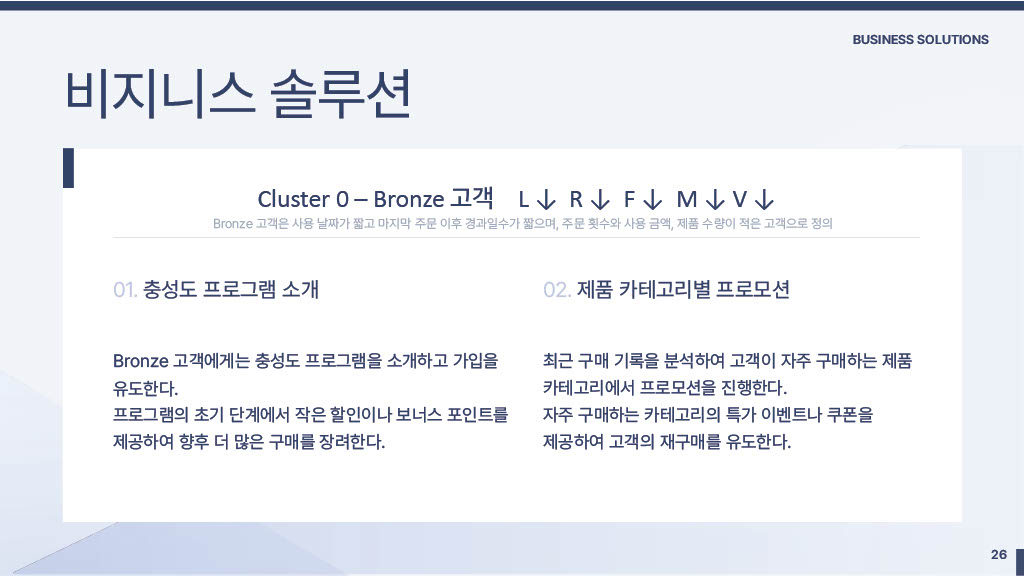 BUSINESS SOLUTIONS
비지니스 솔루션
Cluster 0 – Bronze 고객 L ↓ R ↓ F ↓ M ↓ V ↓
Bronze 고객은 사용 날짜가 짧고 마지막 주문 이후 경과일수가 짧으며, 주문 횟수와 사용 금액, 제품 수량이 적은 고객으로 정의
01. 충성도 프로그램 소개
Bronze 고객에게는 충성도 프로그램을 소개하고 가입을
유도한다.
프로그램의 초기 단계에서 작은 할인이나 보너스 포인트를
제공하여 향후 더 많은 구매를 장려한다.
02. 제품 카테고리별 프로모션
최근 구매 기록을 분석하여 고객이 자주 구매하는 제품
카테고리에서 프로모션을 진행한다.
자주 구매하는 카테고리의 특가 이벤트나 쿠폰을
제공하여 고객의 재구매를 유도한다.
26